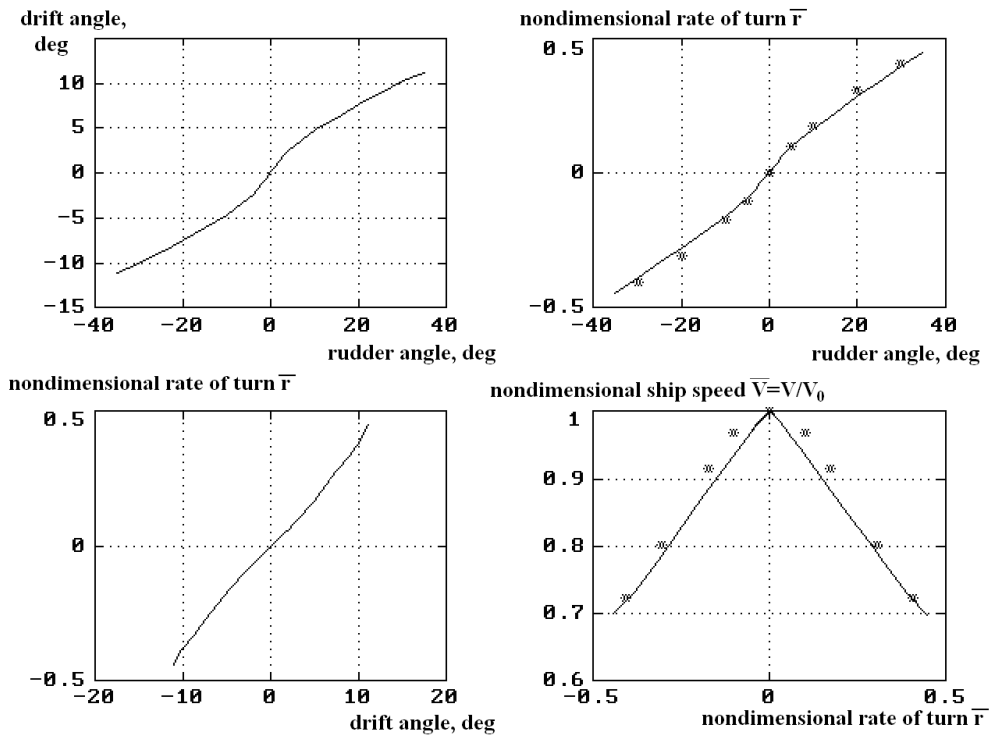 drift angle,
deg
10
5
0
-5
-10
-15
-40 -20 0 20 40
rudder angle, deg
nondimensional rate of turn r̅
0.5
0
-0.5
-40 -20 0 20 40
rudder angle, deg
nondimensional rate of turn r̅
0.5
0
-0.5
-20 -10 0 10 20
drift angle, deg
nondimensional ship speed V̅=V/V₀
1
0.9
0.8
0.7
0.6
-0.5 0 0.5
nondimensional rate of turn r̅